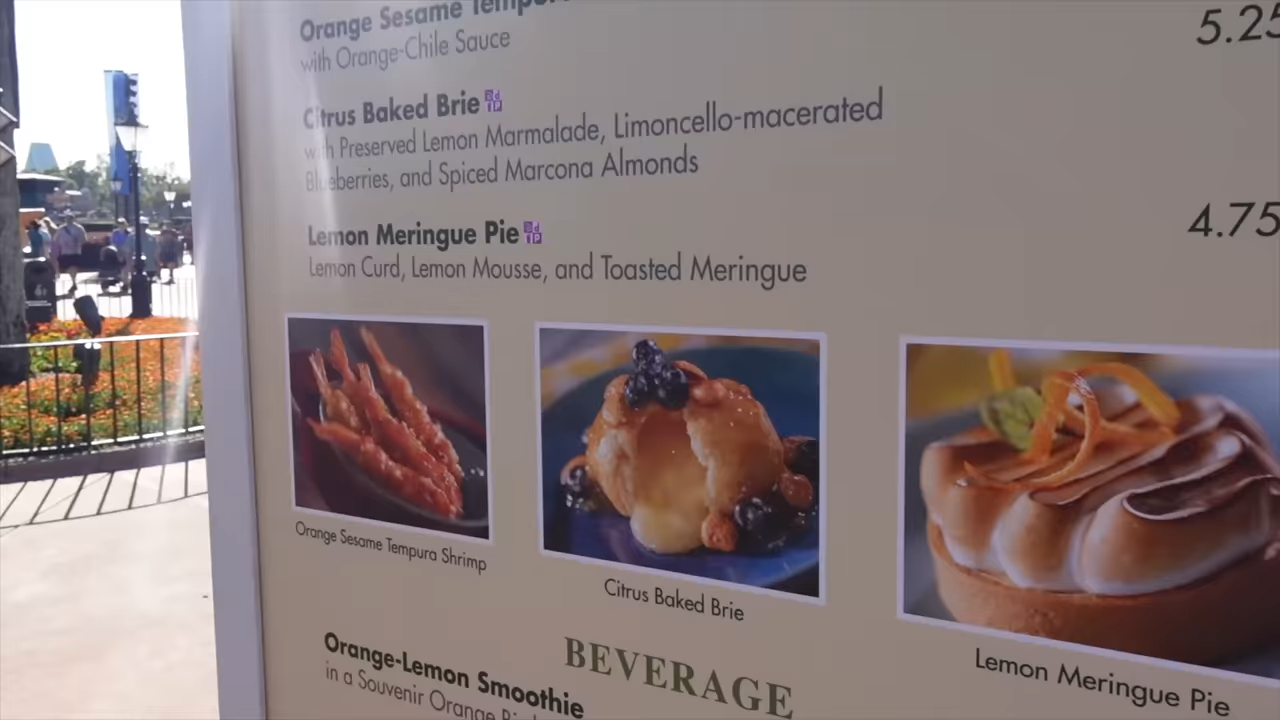 Orange Sesame
with Orange-Chile Sauce
5.25
Citrus Baked Brie
with Preserved Lemon Marmalade, Limoncello-macerated
Blueberries, and Spiced Marcona Almonds
Lemon Meringue Pie
4.75
Lemon Curd, Lemon Mousse, and Toasted Meringue
Orange Sesame Tempura Shrimp
Citrus Baked Brie
Lemon Meringue Pie
BEVERAGE
Orange-Lemon Smoothie
in a Souvenir Orange